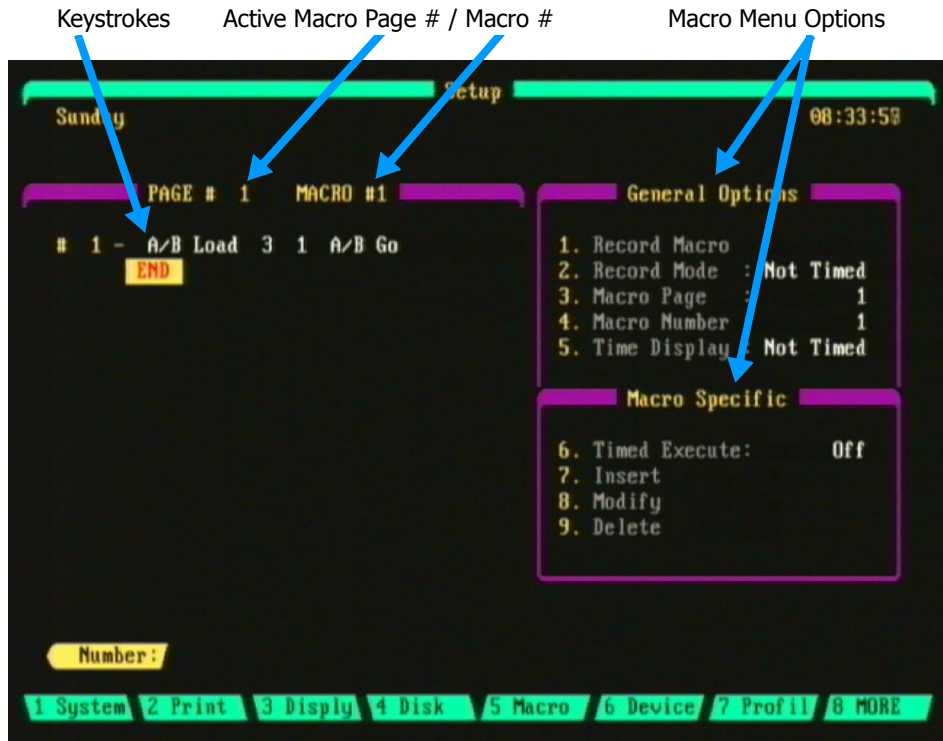 Keystrokes Active Macro Page # / Macro # Macro Menu Options
Setup
Sunday 08:33:58
PAGE # 1 MACRO #1
# 1 - A/B Load 3 1 A/B Go
END
General Options
1. Record Macro
2. Record Mode : Not Timed
3. Macro Page : 1
4. Macro Number 1
5. Time Display : Not Timed
Macro Specific
6. Timed Execute: Off
7. Insert
8. Modify
9. Delete
Number:
1 System 2 Print 3 Disply 4 Disk 5 Macro 6 Device 7 Profil 8 MORE